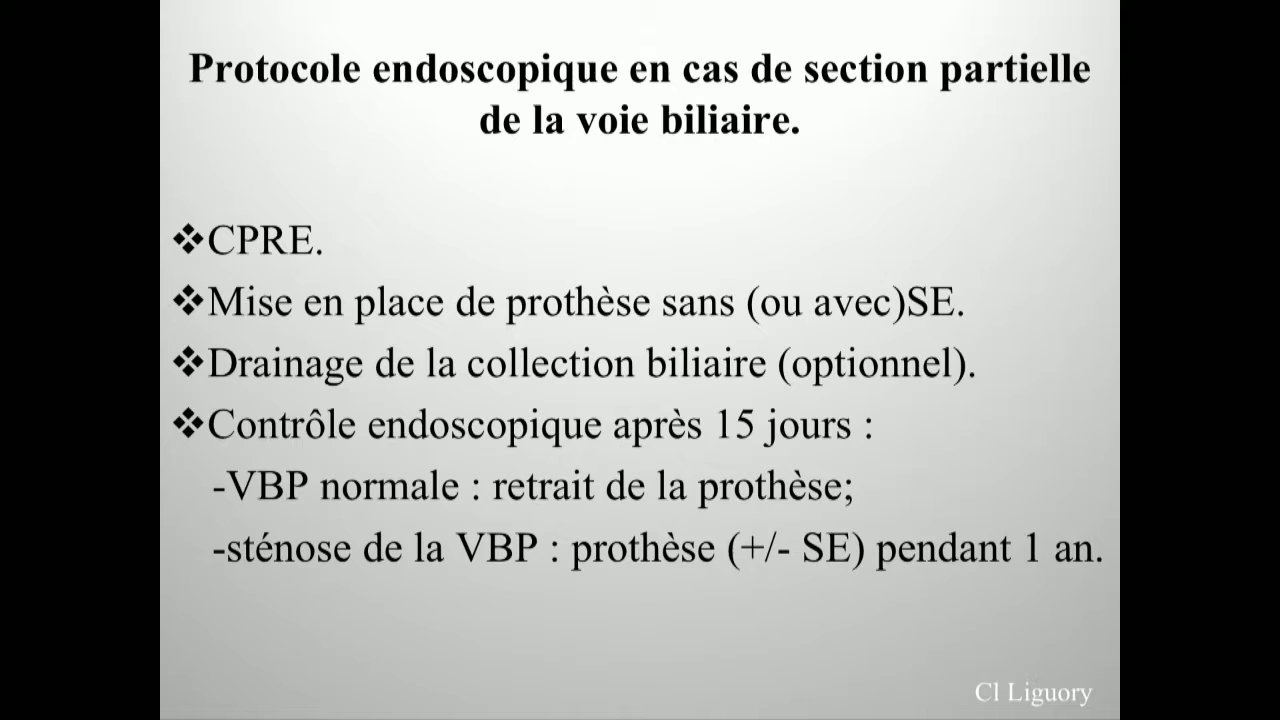 Protocole endoscopique en cas de section partielle
de la voie biliaire.
❖CPRE.
❖Mise en place de prothèse sans (ou avec)SE.
❖Drainage de la collection biliaire (optionnel).
❖Contrôle endoscopique après 15 jours :
-VBP normale : retrait de la prothèse;
-sténose de la VBP : prothèse (+/- SE) pendant 1 an.
Cl Liguory